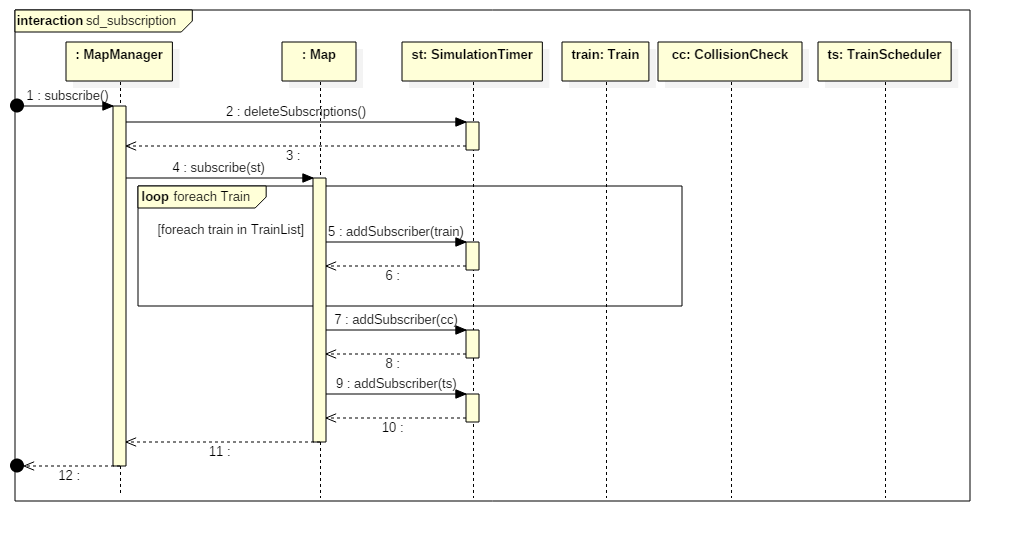 interaction sd_subscription
: MapManager
: Map
st: SimulationTimer
train: Train
cc: CollisionCheck
ts: TrainScheduler
1 : subscribe()
2 : deleteSubscriptions()
3 :
4 : subscribe(st)
loop foreach Train
[foreach train in TrainList]
5 : addSubscriber(train)
6 :
7 : addSubscriber(cc)
8 :
9 : addSubscriber(ts)
10 :
11 :
12 :